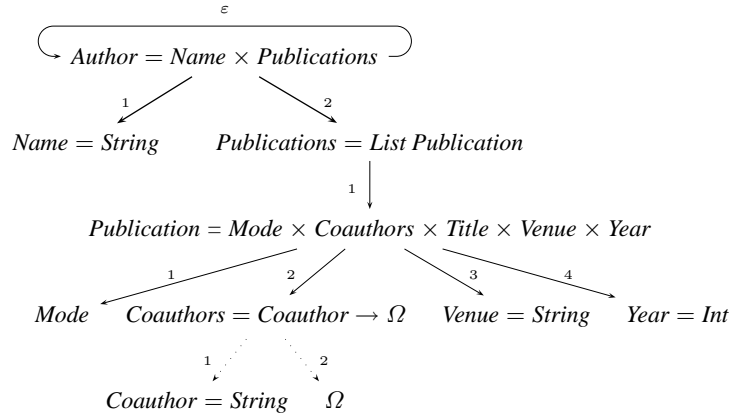 ε
Author = Name × Publications
1 2
Name = String Publications = List Publication
1
Publication = Mode × Coauthors × Title × Venue × Year
1 2 3 4
Mode Coauthors = Coauthor → Ω Venue = String Year = Int
1 2
Coauthor = String Ω